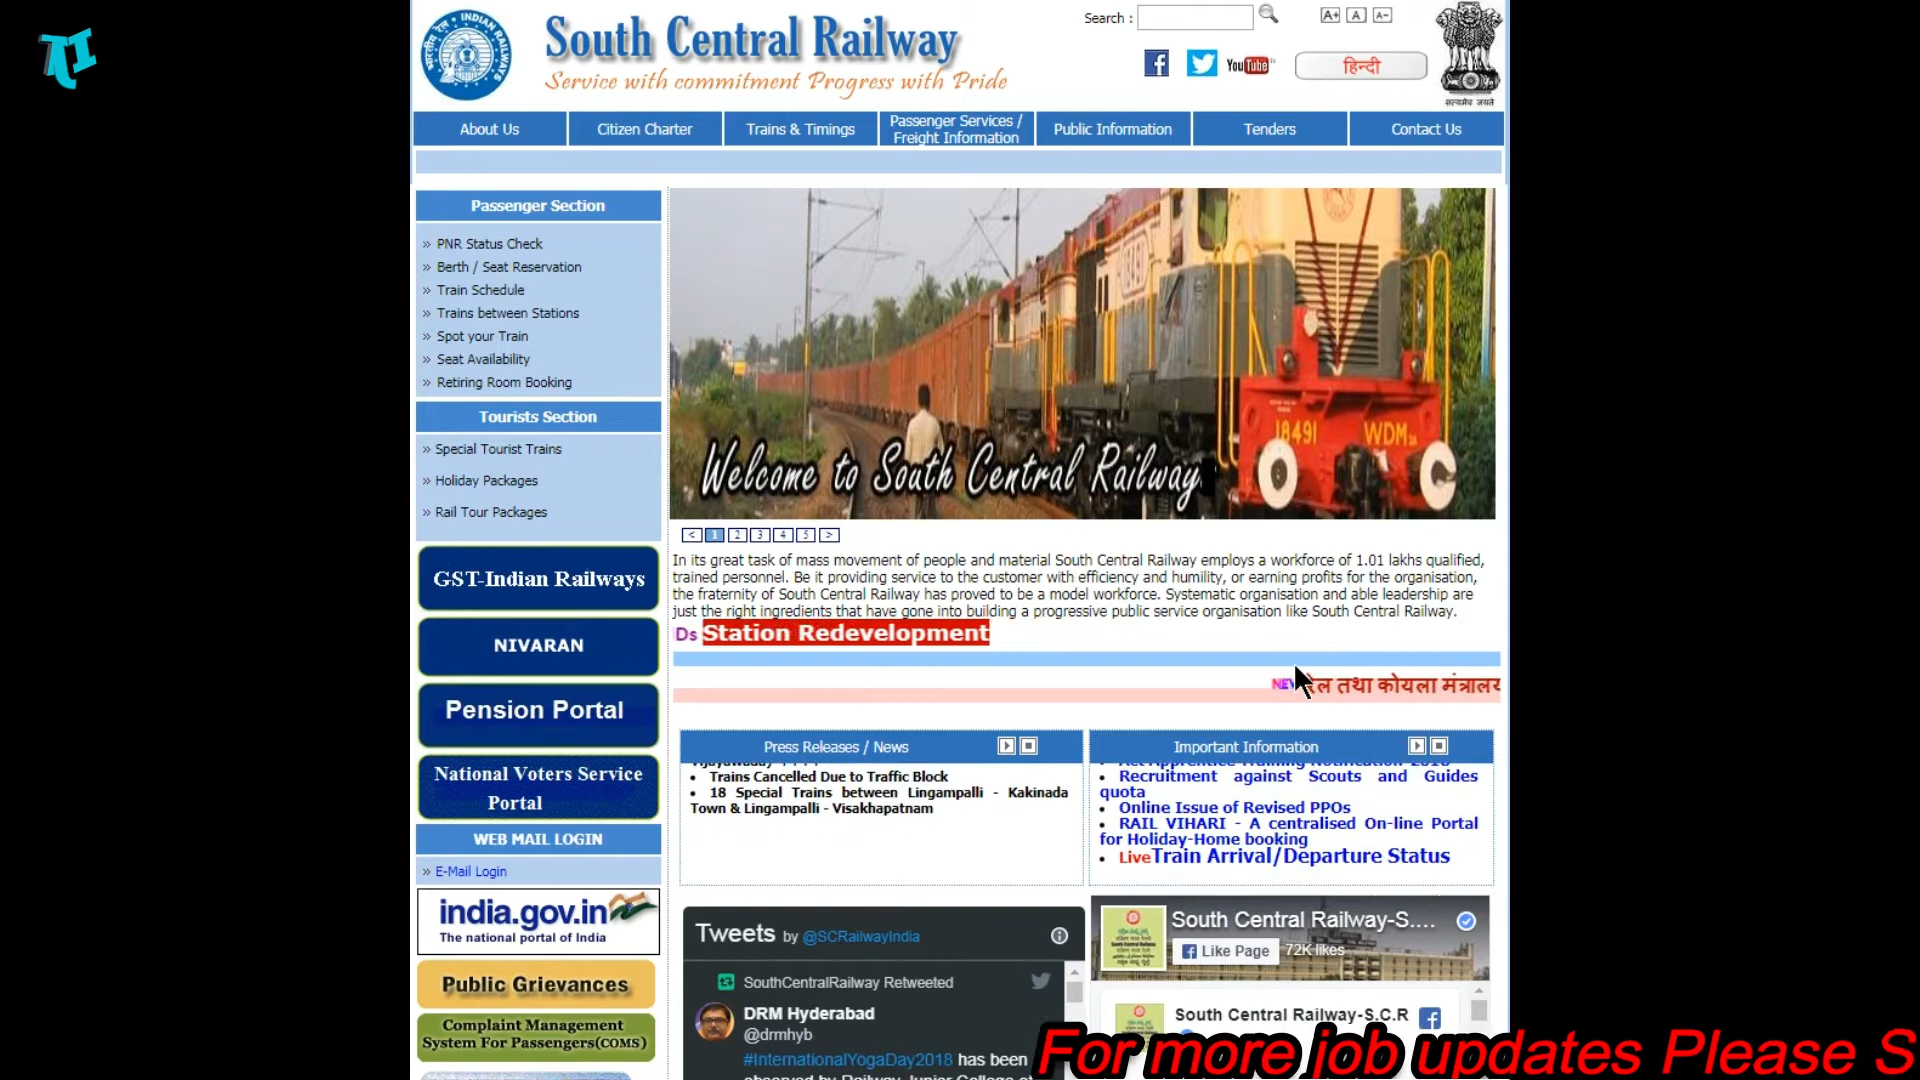 South Central Railway
Service with commitment Progress with Pride
Search :
A+ A A-
YouTube
हिन्दी
सत्यमेव जयते
About Us
Citizen Charter
Trains & Timings
Passenger Services /
Freight Information
Public Information
Tenders
Contact Us
Passenger Section
» PNR Status Check
» Berth / Seat Reservation
» Train Schedule
» Trains between Stations
» Spot your Train
» Seat Availability
» Retiring Room Booking
Tourists Section
» Special Tourist Trains
» Holiday Packages
» Rail Tour Packages
GST-Indian Railways
NIVARAN
Pension Portal
National Voters Service
Portal
WEB MAIL LOGIN
» E-Mail Login
india.gov.in
The national portal of India
Public Grievances
Complaint Management
System For Passengers(COMS)
18491 WDM
Welcome to South Central Railway
< 1 2 3 4 5 >
In its great task of mass movement of people and material South Central Railway employs a workforce of 1.01 lakhs qualified,
trained personnel. Be it providing service to the customer with efficiency and humility, or earning profits for the organisation,
the fraternity of South Central Railway has proved to be a model workforce. Systematic organisation and able leadership are
just the right ingredients that have gone into building a progressive public service organisation like South Central Railway.
Ds Station Redevelopment
तथा कोयला मंत्रालय
Press Releases / News
• Trains Cancelled Due to Traffic Block
• 18 Special Trains between Lingampalli - Kakinada
Town & Lingampalli - Visakhapatnam
Important Information
• Recruitment against Scouts and Guides
quota
• Online Issue of Revised PPOs
• RAIL VIHARI - A centralised On-line Portal
for Holiday-Home booking
• LiveTrain Arrival/Departure Status
Tweets by @SCRailwayIndia
SouthCentralRailway Retweeted
DRM Hyderabad
@drmhyb
#InternationalYogaDay2018 has been
South Central Railway-S....
Like Page
72K likes
South Central Railway-S.C.R
For more job updates Please S